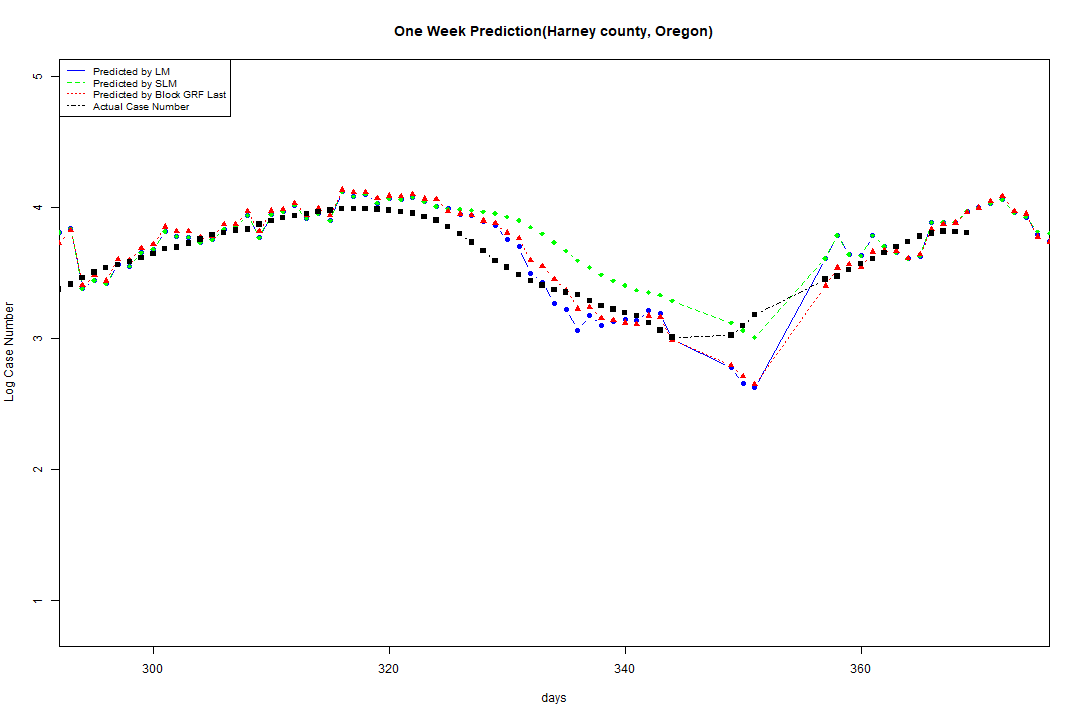 One Week Prediction(Harney county, Oregon)
Predicted by LM
Predicted by SLM
Predicted by Block GRF Last
Actual Case Number
5
4
3
2
1
Log Case Number
300 320 340 360
days